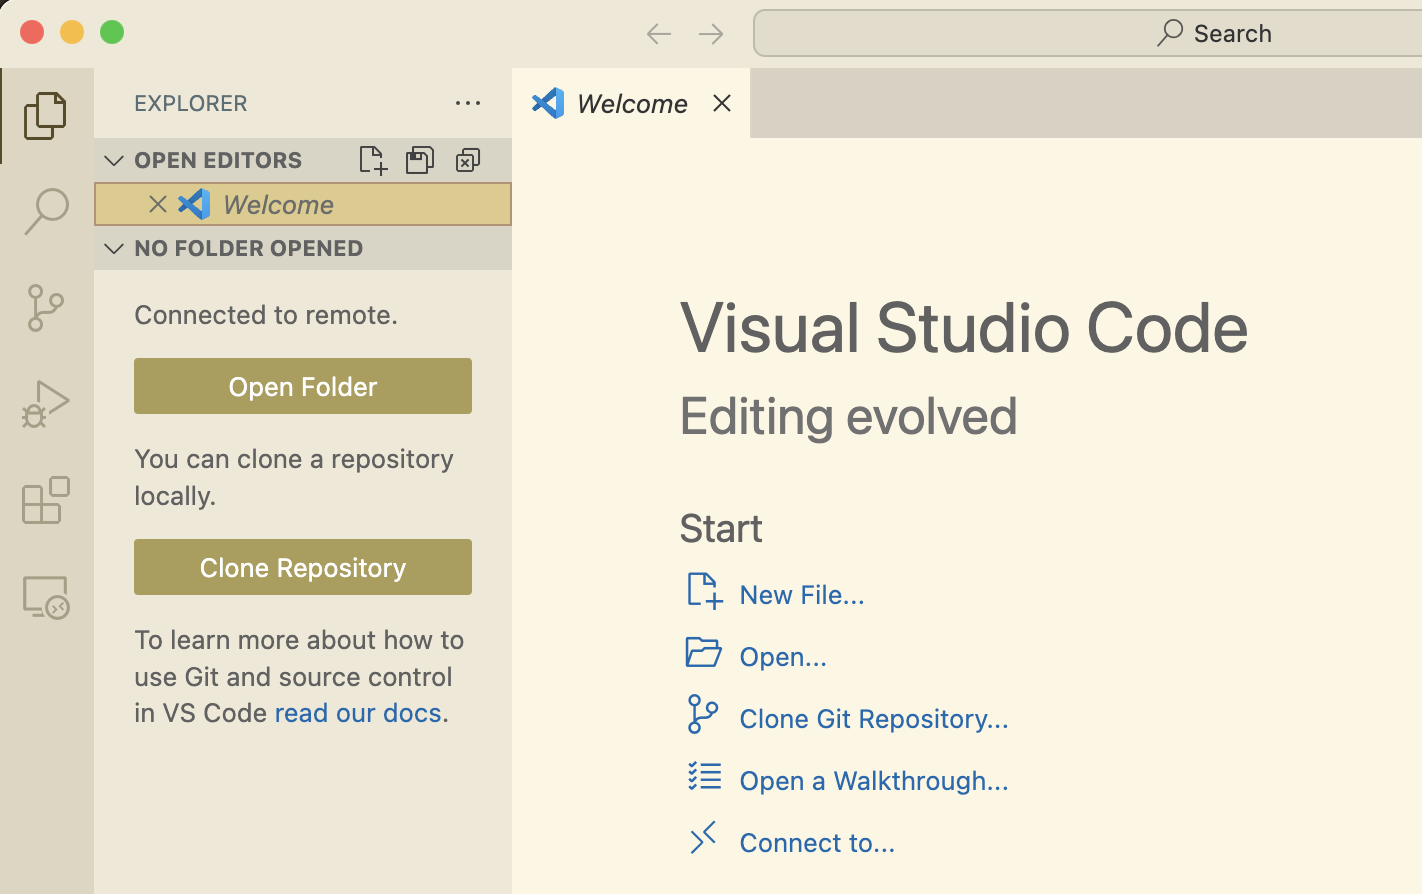 Search
EXPLORER
Welcome
OPEN EDITORS
Welcome
NO FOLDER OPENED
Connected to remote.
Open Folder
You can clone a repository
locally.
Clone Repository
To learn more about how to
use Git and source control
in VS Code read our docs.
Visual Studio Code
Editing evolved
Start
New File...
Open...
Clone Git Repository...
Open a Walkthrough...
Connect to...